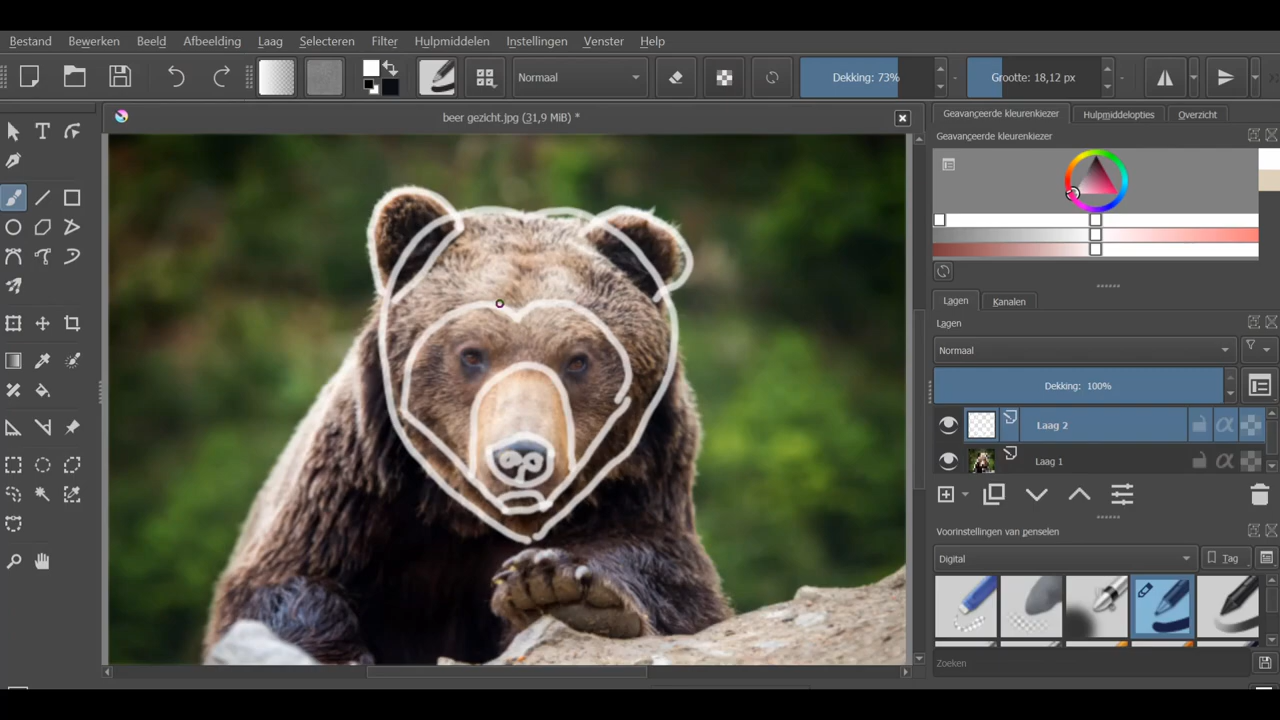 Bestand Bewerken Beeld Afbeelding Laag Selecteren Filter Hulpmiddelen Instellingen Venster Help
Normaal Dekking: 73% Grootte: 18,12 px
beer gezicht.jpg (31,9 MiB) *
Geavanceerde kleurenkiezer Hulpmiddelopties Overzicht
Geavanceerde kleurenkiezer
Lagen Kanalen
Lagen
Normaal
Dekking: 100%
Laag 2
Laag 1
Voorinstellingen van penselen
Digital Tag
Zoeken